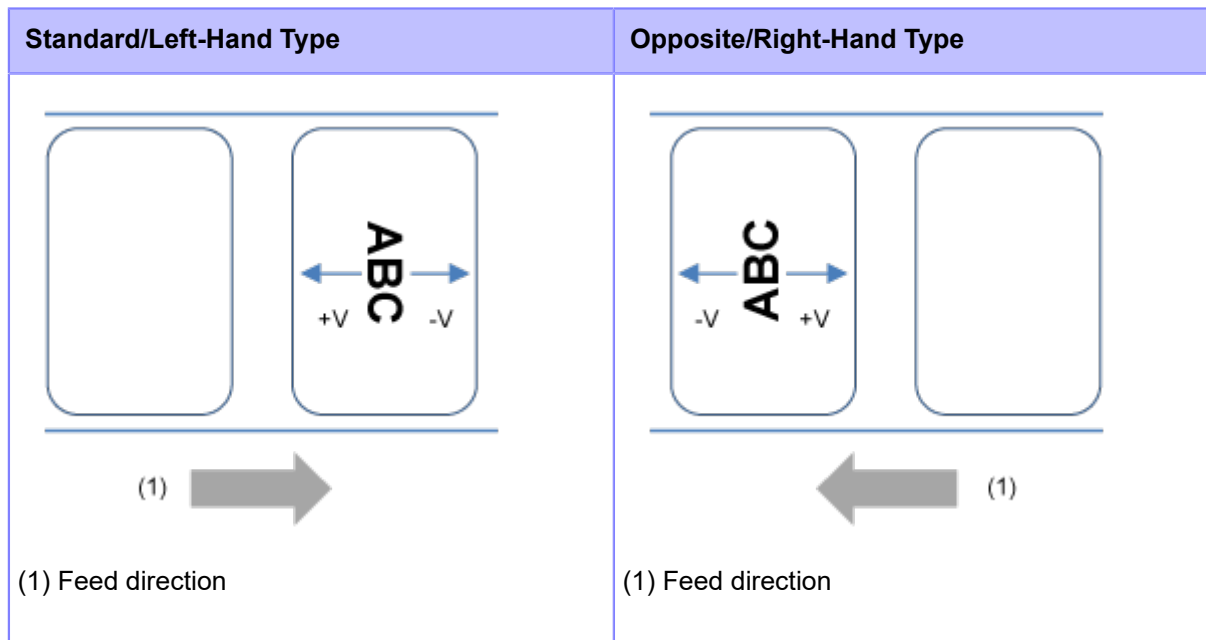 Standard/Left-Hand Type
Opposite/Right-Hand Type
ABC
+V -V
(1)
(1) Feed direction
ABC
-V +V
(1)
(1) Feed direction